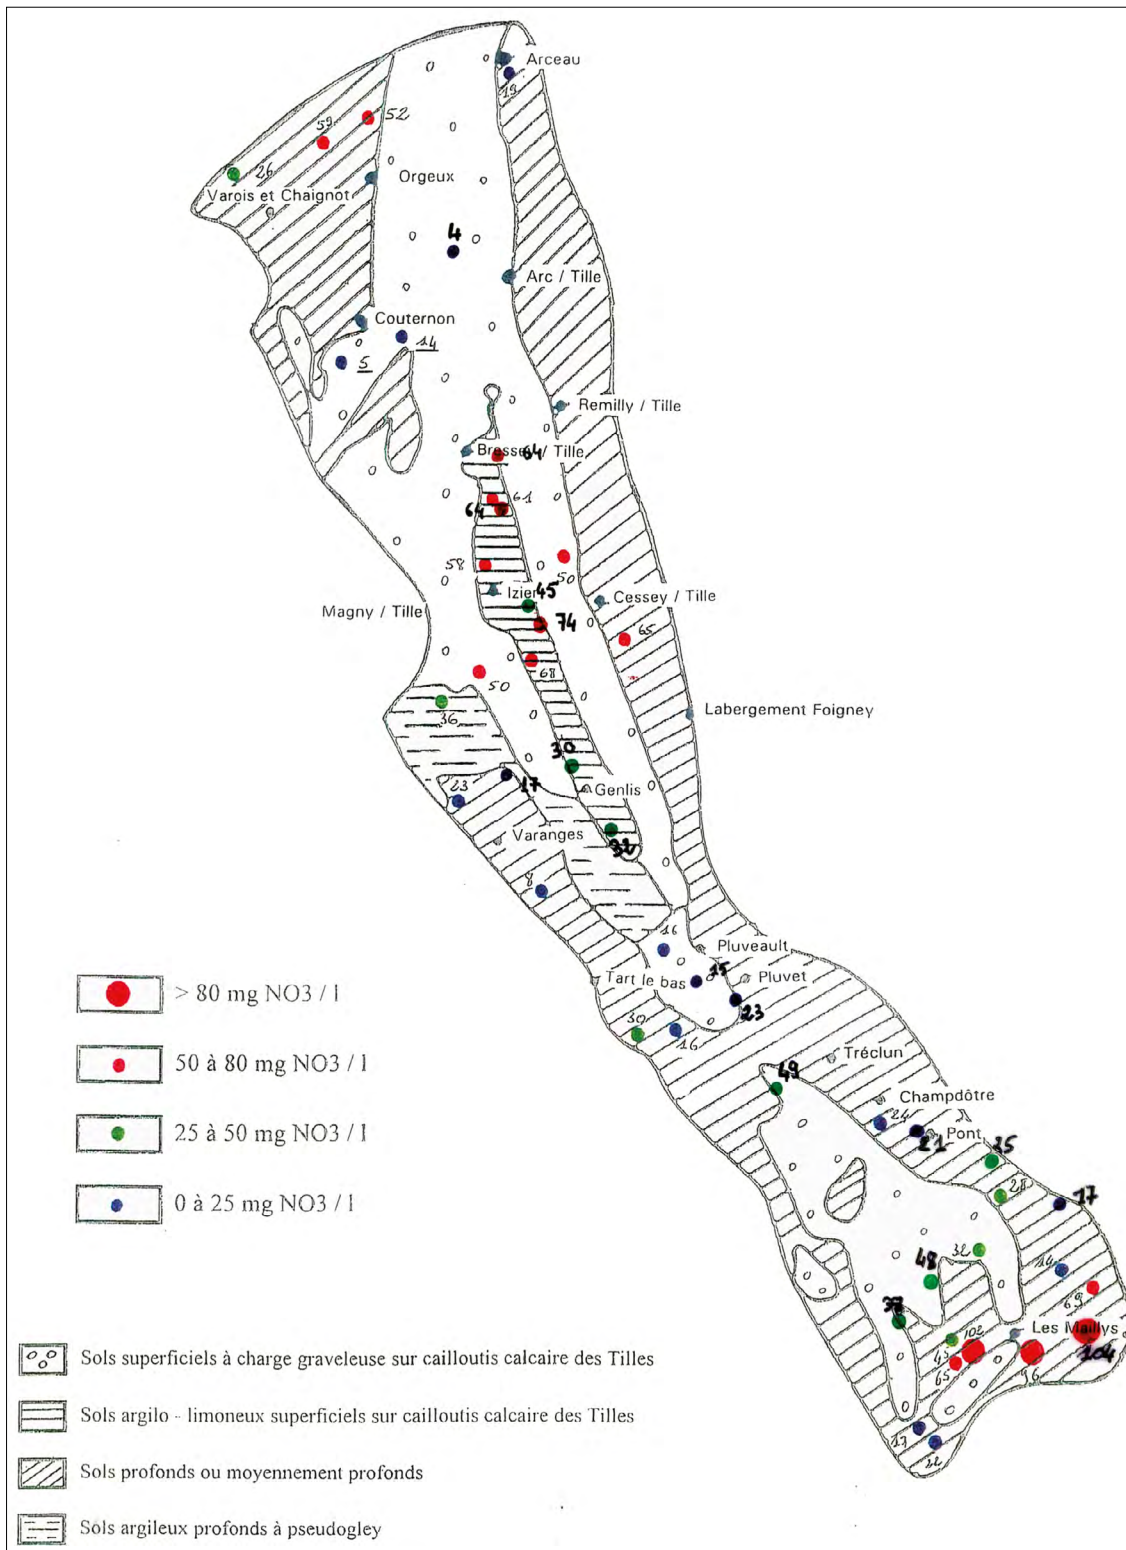 Arceau
19
52
59
26
Orgeux
Varois et Chaignot
4
Arc / Tille
Couternon
14
5
Remilly / Tille
Bresse / Tille
64
61
64
58
50
Izier
45
Cessey / Tille
Magny / Tille
74
65
68
50
Labergement Foigney
36
30
17
23
Genlis
Varanges
32
8
16
Pluveault
15
Pluvet
Tart le bas
23
30
16
> 80 mg NO3 / l
50 à 80 mg NO3 / l
25 à 50 mg NO3 / l
0 à 25 mg NO3 / l
Tréclun
49
Champdôtre
24
21
Pont
25
28
17
32
14
48
69
37
Les Maillys
102
49
104
65
96
17
22
Sols superficiels à charge graveleuse sur cailloutis calcaire des Tilles
Sols argilo - limoneux superficiels sur cailloutis calcaire des Tilles
Sols profonds ou moyennement profonds
Sols argileux profonds à pseudogley